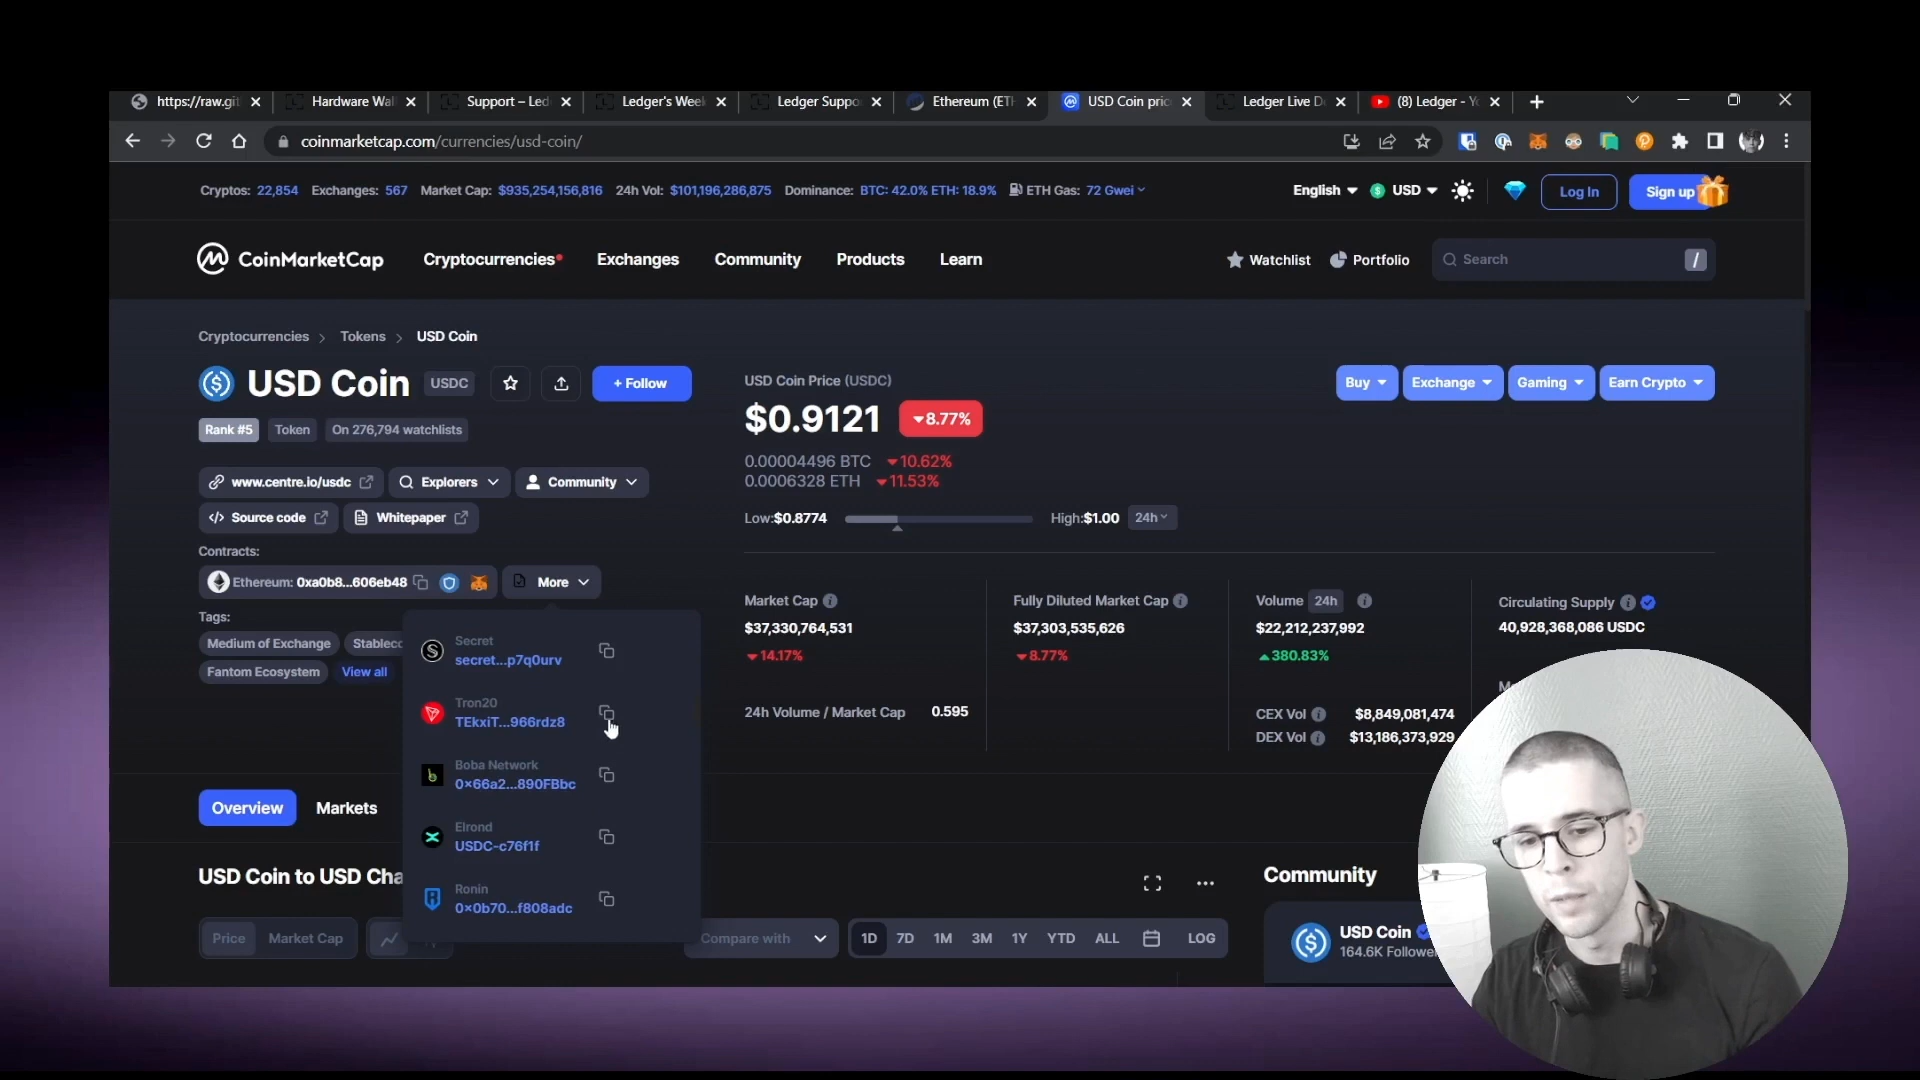 https://raw.git
Hardware Wal
Support – Led
Ledger's Week
Ledger Suppo
Ethereum (ETH
USD Coin pric
Ledger Live D
(8) Ledger - Yo
coinmarketcap.com/currencies/usd-coin/
Cryptos: 22,854 Exchanges: 567 Market Cap: $935,254,156,816 24h Vol: $101,196,286,875 Dominance: BTC: 42.0% ETH: 18.9% ETH Gas: 72 Gwei
English USD Log In Sign up
CoinMarketCap Cryptocurrencies Exchanges Community Products Learn
Watchlist Portfolio Search /
Cryptocurrencies > Tokens > USD Coin
USD Coin USDC + Follow
Rank #5 Token On 276,794 watchlists
www.centre.io/usdc Explorers Community
Source code Whitepaper
Contracts:
Ethereum: 0xa0b8...606eb48 More
Tags:
Medium of Exchange Stablec
Fantom Ecosystem View all
Secret
secret...p7q0urv
Tron20
TEkxiT...966rdz8
Boba Network
0x66a2...890FBbc
Elrond
USDC-c76f1f
Ronin
0x0b70...f808adc
USD Coin Price (USDC)
$0.9121 8.77%
0.00004496 BTC 10.62%
0.0006328 ETH 11.53%
Low:$0.8774 High:$1.00 24h
Buy Exchange Gaming Earn Crypto
Market Cap
$37,330,764,531
14.17%
24h Volume / Market Cap 0.595
Fully Diluted Market Cap
$37,303,535,626
8.77%
Volume 24h
$22,212,237,992
380.83%
CEX Vol $8,849,081,474
DEX Vol $13,186,373,929
Circulating Supply
40,928,368,086 USDC
Overview Markets
USD Coin to USD Cha
Price Market Cap
Compare with
1D 7D 1M 3M 1Y YTD ALL LOG
Community
USD Coin
164.6K Follower